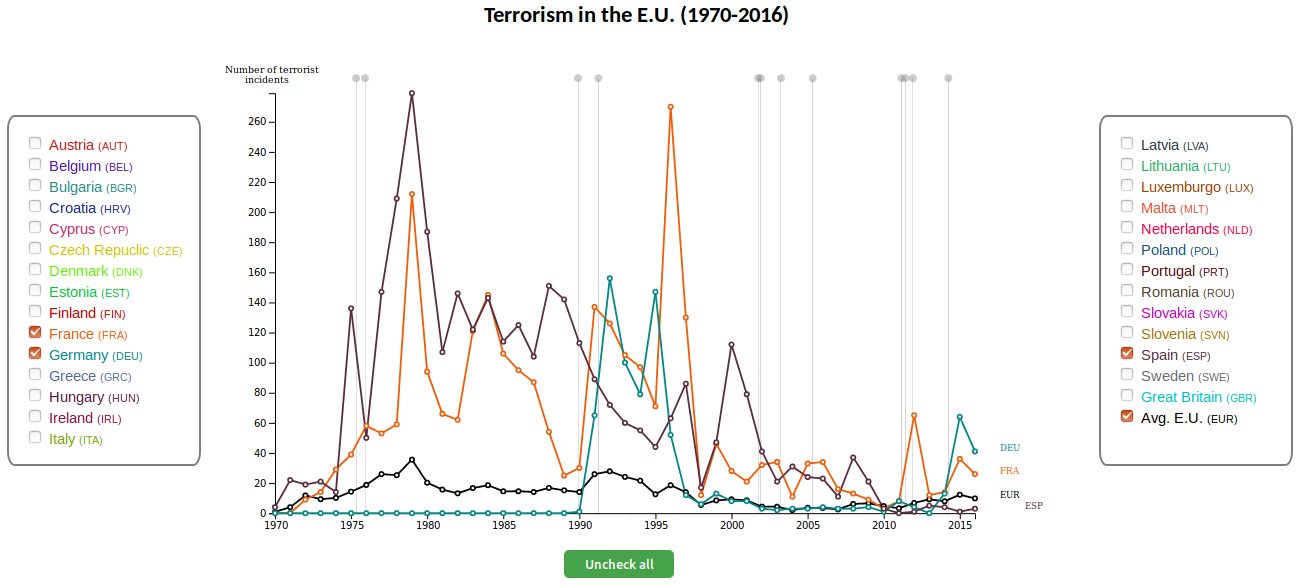 Terrorism in the E.U. (1970-2016)
Number of terrorist
incidents
Austria (AUT)
Belgium (BEL)
Bulgaria (BGR)
Croatia (HRV)
Cyprus (CYP)
Czech Repuclic (CZE)
Denmark (DNK)
Estonia (EST)
Finland (FIN)
France (FRA)
Germany (DEU)
Greece (GRC)
Hungary (HUN)
Ireland (IRL)
Italy (ITA)
260
240
220
200
180
160
140
120
100
80
60
40
20
0
1970
1975
1980
1985
1990
1995
2000
2005
2010
2015
DEU
FRA
EUR
ESP
Latvia (LVA)
Lithuania (LTU)
Luxemburgo (LUX)
Malta (MLT)
Netherlands (NLD)
Poland (POL)
Portugal (PRT)
Romania (ROU)
Slovakia (SVK)
Slovenia (SVN)
Spain (ESP)
Sweden (SWE)
Great Britain (GBR)
Avg. E.U. (EUR)
Uncheck all